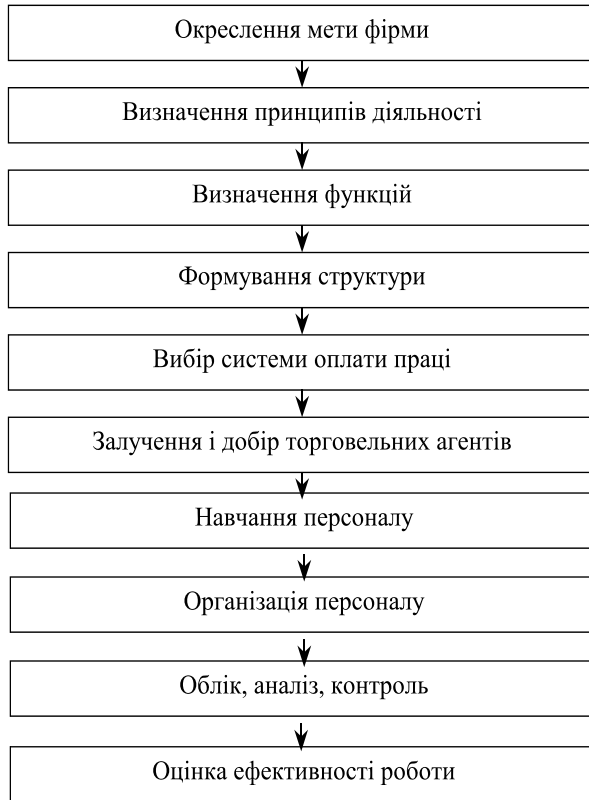 Окреслення мети фірми
Визначення принципів діяльності
Визначення функцій
Формування структури
Вибір системи оплати праці
Залучення і добір торговельних агентів
Навчання персоналу
Організація персоналу
Облік, аналіз, контроль
Оцінка ефективності роботи